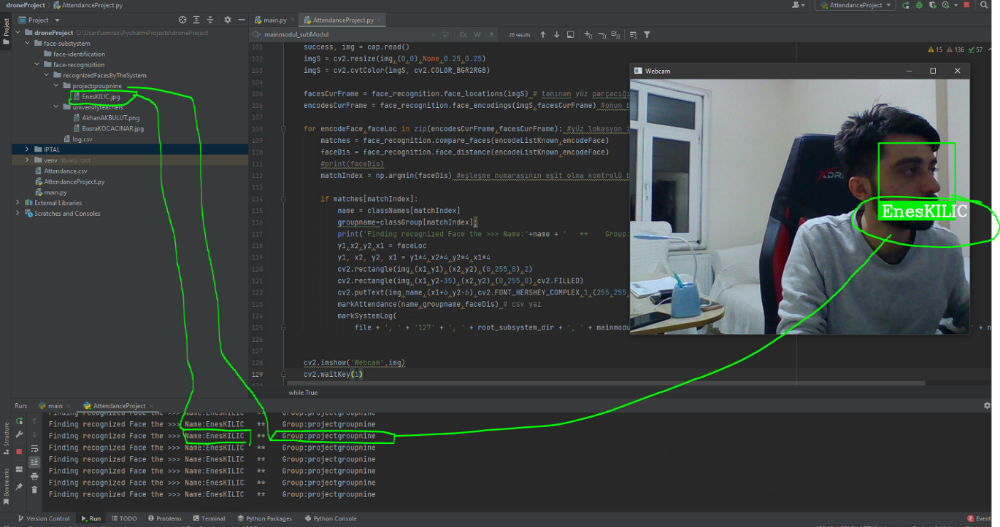 droneProject > AttendanceProject.py
AttendanceProject
Project
Project
droneProject C:\Users\emrek\PycharmProjects\droneProject
face-subsystem
face-identification
face-recognizition
recognizedFacesByTheSystem
projectgroupnine
EnesKILIC.jpg
universityteachers
AkhanAKBULUT.png
BusraKOCACINAR.jpg
log.csv
IPTAL
venv library root
Attendance.csv
AttendanceProject.py
main.py
External Libraries
Scratches and Consoles
main.py
AttendanceProject.py
mainmodul_subModul
Cc W .*
26 results
15 136 57
101 success, img = cap.read()
102 imgS = cv2.resize(img,(0,0),None,0.25,0.25)
103 imgS = cv2.cvtColor(imgS, cv2.COLOR_BGR2RGB)
104
105 facesCurFrame = face_recognition.face_locations(imgS) # tanınan yüz parçacığı
106 encodesCurFrame = face_recognition.face_encodings(imgS,facesCurFrame) #onun b
107
108 for encodeFace,faceLoc in zip(encodesCurFrame,facesCurFrame): #yüz lokasyon
109 matches = face_recognition.compare_faces(encodeListKnown,encodeFace)
110 faceDis = face_recognition.face_distance(encodeListKnown,encodeFace)
111 #print(faceDis)
112 matchIndex = np.argmin(faceDis) #eşleşme numarasının eşit olma kontrolü b
113
114 if matches[matchIndex]:
115 name = classNames[matchIndex]
116 groupname=classGroup[matchIndex];
117 print('Finding recognized Face the >>> Name:'+name + ' ** Group:
118 y1,x2,y2,x1 = faceLoc
119 y1, x2, y2, x1 = y1*4,x2*4,y2*4,x1*4
120 cv2.rectangle(img,(x1,y1),(x2,y2),(0,255,0),2)
121 cv2.rectangle(img,(x1,y2-35),(x2,y2),(0,255,0),cv2.FILLED)
122 cv2.putText(img,name,(x1+6,y2-6),cv2.FONT_HERSHEY_COMPLEX,1,(255,255,
123 markAttendance(name,groupname,faceDis) # csv yaz
124 markSystemLog(
125 file + ', ' + '127' + ', ' + root_subsystem_dir + ', ' + mainmodu
126
127
128 cv2.imshow('Webcam',img)
129 cv2.waitKey(1)
while True
Webcam
XDR
EnesKILIC
Run: main AttendanceProject
Finding recognized Face the >>> Name:EnesKILIC ** Group:projectgroupnine
Finding recognized Face the >>> Name:EnesKILIC ** Group:projectgroupnine
Finding recognized Face the >>> Name:EnesKILIC ** Group:projectgroupnine
Finding recognized Face the >>> Name:EnesKILIC ** Group:projectgroupnine
Finding recognized Face the >>> Name:EnesKILIC ** Group:projectgroupnine
Finding recognized Face the >>> Name:EnesKILIC ** Group:projectgroupnine
Finding recognized Face the >>> Name:EnesKILIC ** Group:projectgroupnine
Finding recognized Face the >>> Name:EnesKILIC ** Group:projectgroupnine
Structure
Bookmarks
Version Control Run TODO Problems Terminal Python Packages Python Console
2 Event